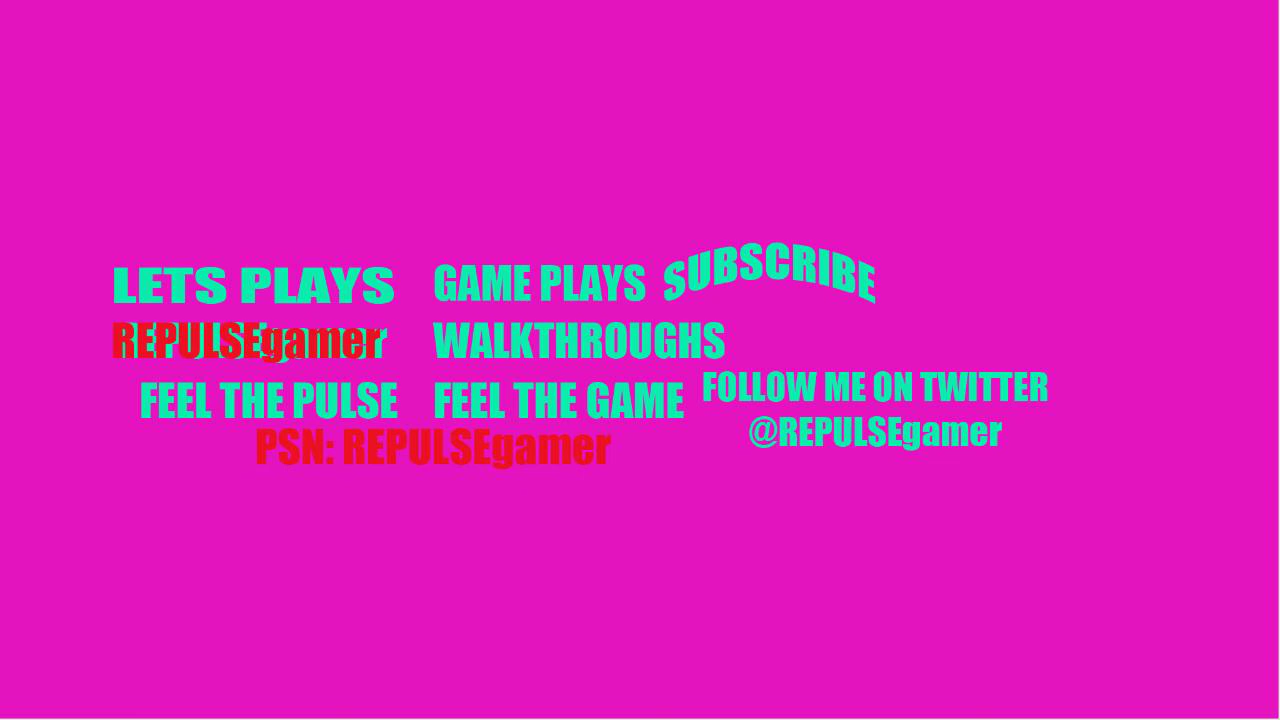 LETS PLAYS GAME PLAYS SUBSCRIBE
REPULSEgamer WALKTHROUGHS
FEEL THE PULSE FEEL THE GAME
FOLLOW ME ON TWITTER
@REPULSEgamer
PSN: REPULSEgamer